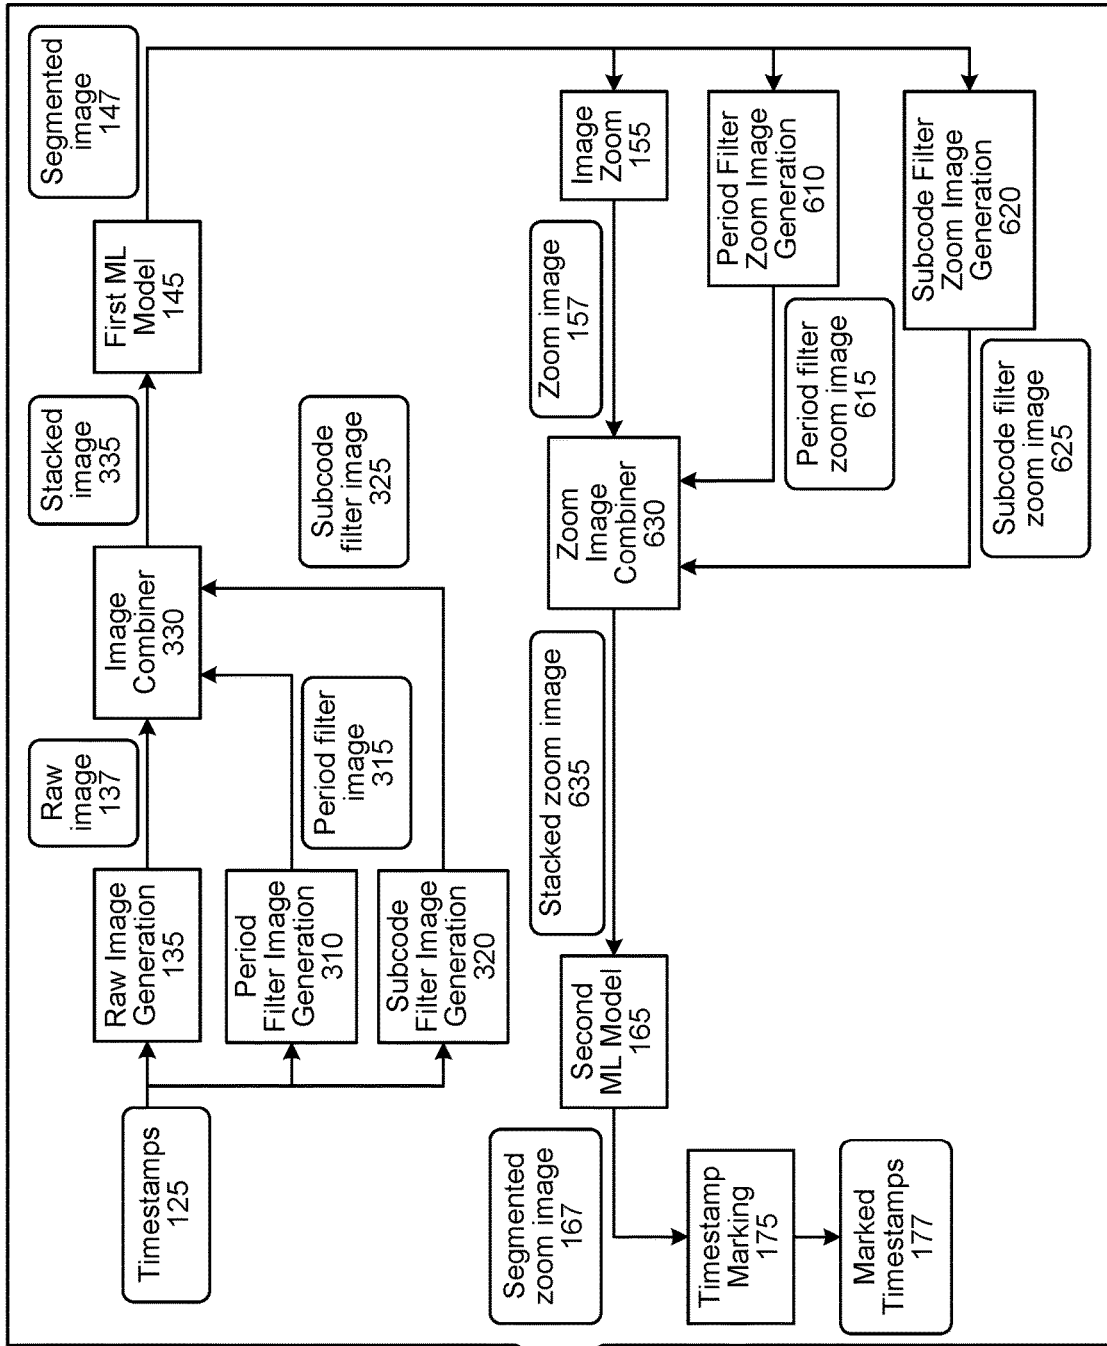 Timestamps
125
Raw Image
Generation
135
Raw
image
137
Image
Combiner
330
Stacked
image
335
First ML
Model
145
Segmented
image
147
Period
Filter Image
Generation
310
Period filter
image
315
Subcode
Filter Image
Generation
320
Subcode
filter image
325
Image
Zoom
155
Zoom image
157
Period Filter
Zoom Image
Generation
610
Period filter
zoom image
615
Subcode Filter
Zoom Image
Generation
620
Subcode filter
zoom image
625
Zoom
Image
Combiner
630
Stacked zoom image
635
Second
ML Model
165
Segmented
zoom image
167
Timestamp
Marking
175
Marked
Timestamps
177